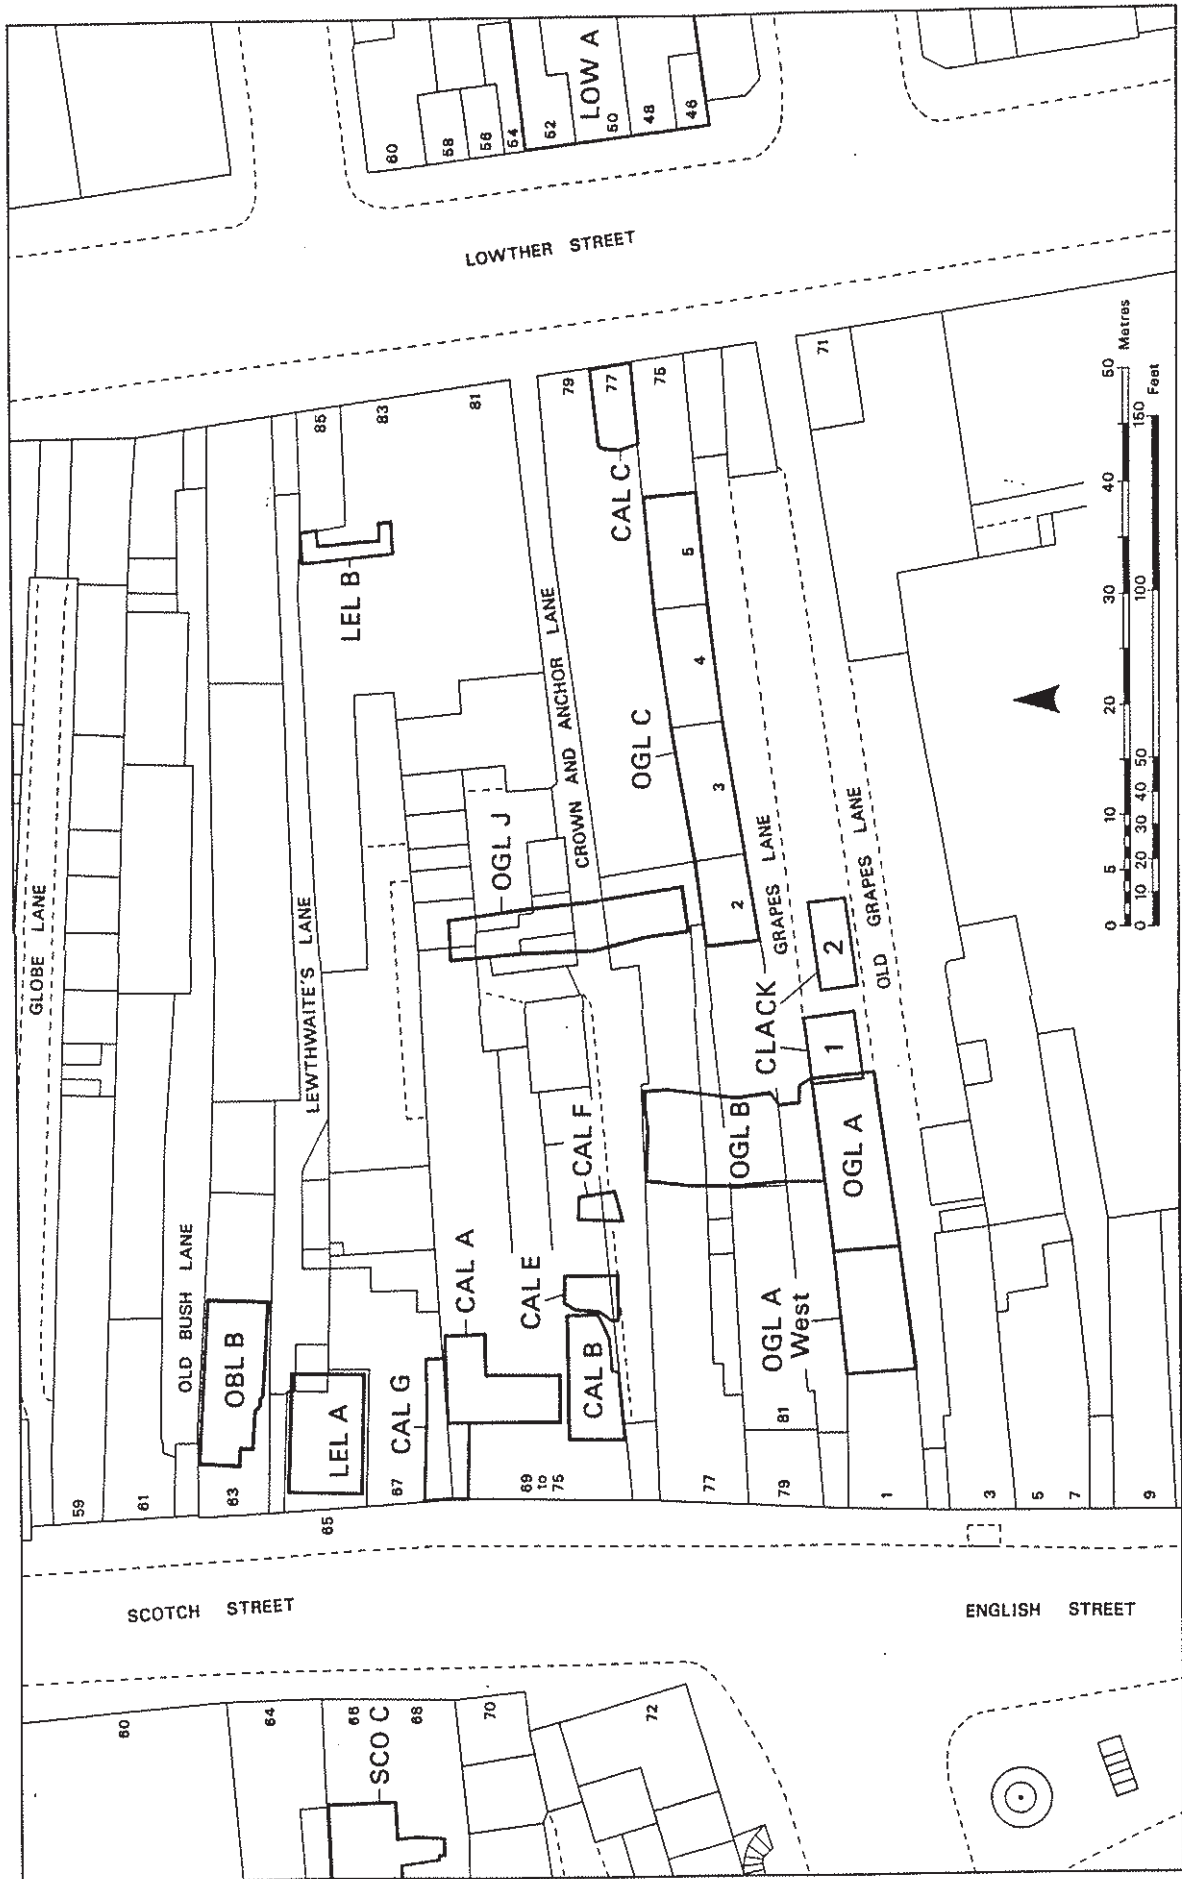 GLOBE LANE
59
61
OLD BUSH LANE
63
OBL B
LEWTHWAITE'S LANE
65
LEL A
67
CAL G
CAL A
69
to
75
CAL E
CAL B
CAL F
77
79
81
OGL A
West
OGL A
OGL B
1
3
5
7
9
SCOTCH STREET
ENGLISH STREET
60
64
66
68
SCO C
70
72
85
83
LEL B
81
CROWN AND ANCHOR LANE
OGL J
79
77
75
CAL C
OGL C
2
3
4
5
GRAPES LANE
CLACK
1
2
OLD GRAPES LANE
71
LOWTHER STREET
60
58
56
54
52
50
48
46
LOW A
0 5 10 20 30 40 50 Metres
0 10 20 30 40 50 100 150 Feet